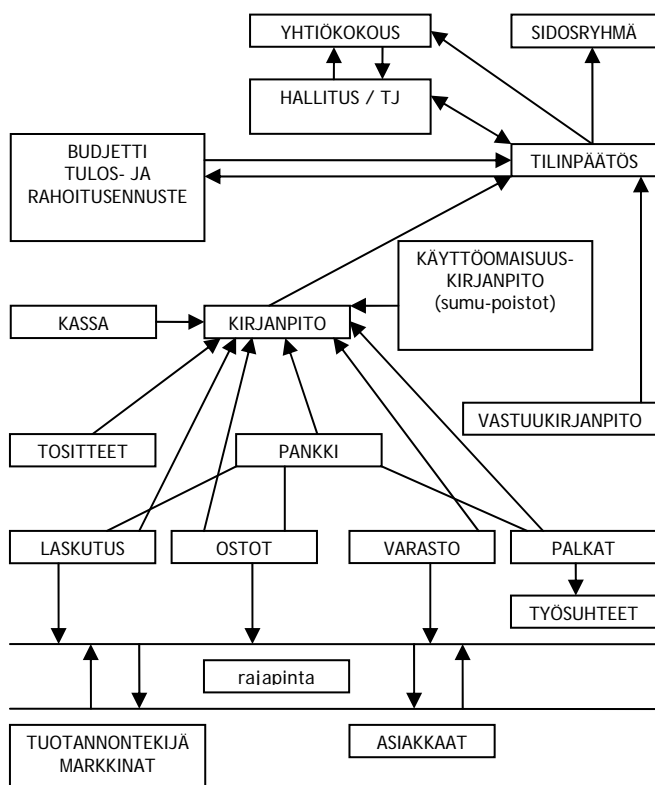 YHTIÖKOKOUS
SIDOSRYHMÄ
HALLITUS / TJ
BUDJETTI
TULOS- JA
RAHOITUSENNUSTE
TILINPÄÄTÖS
KÄYTTÖOMAISUUS-
KIRJANPITO
(sumu-poistot)
KASSA
KIRJANPITO
VASTUUKIRJANPITO
TOSITTEET
PANKKI
LASKUTUS
OSTOT
VARASTO
PALKAT
TYÖSUHTEET
rajapinta
TUOTANNONTEKIJÄ
MARKKINAT
ASIAKKAAT